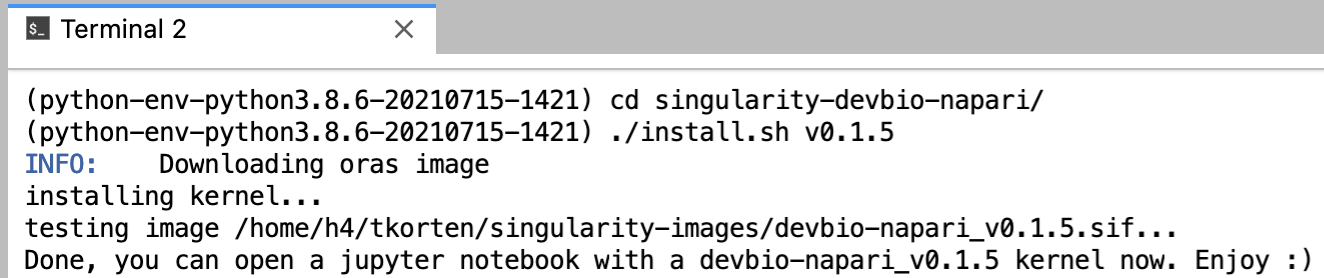 $_ Terminal 2
(python-env-python3.8.6-20210715-1421) cd singularity-devbio-napari/
(python-env-python3.8.6-20210715-1421) ./install.sh v0.1.5
INFO:    Downloading oras image
installing kernel...
testing image /home/h4/tkorten/singularity-images/devbio-napari_v0.1.5.sif...
Done, you can open a jupyter notebook with a devbio-napari_v0.1.5 kernel now. Enjoy :)